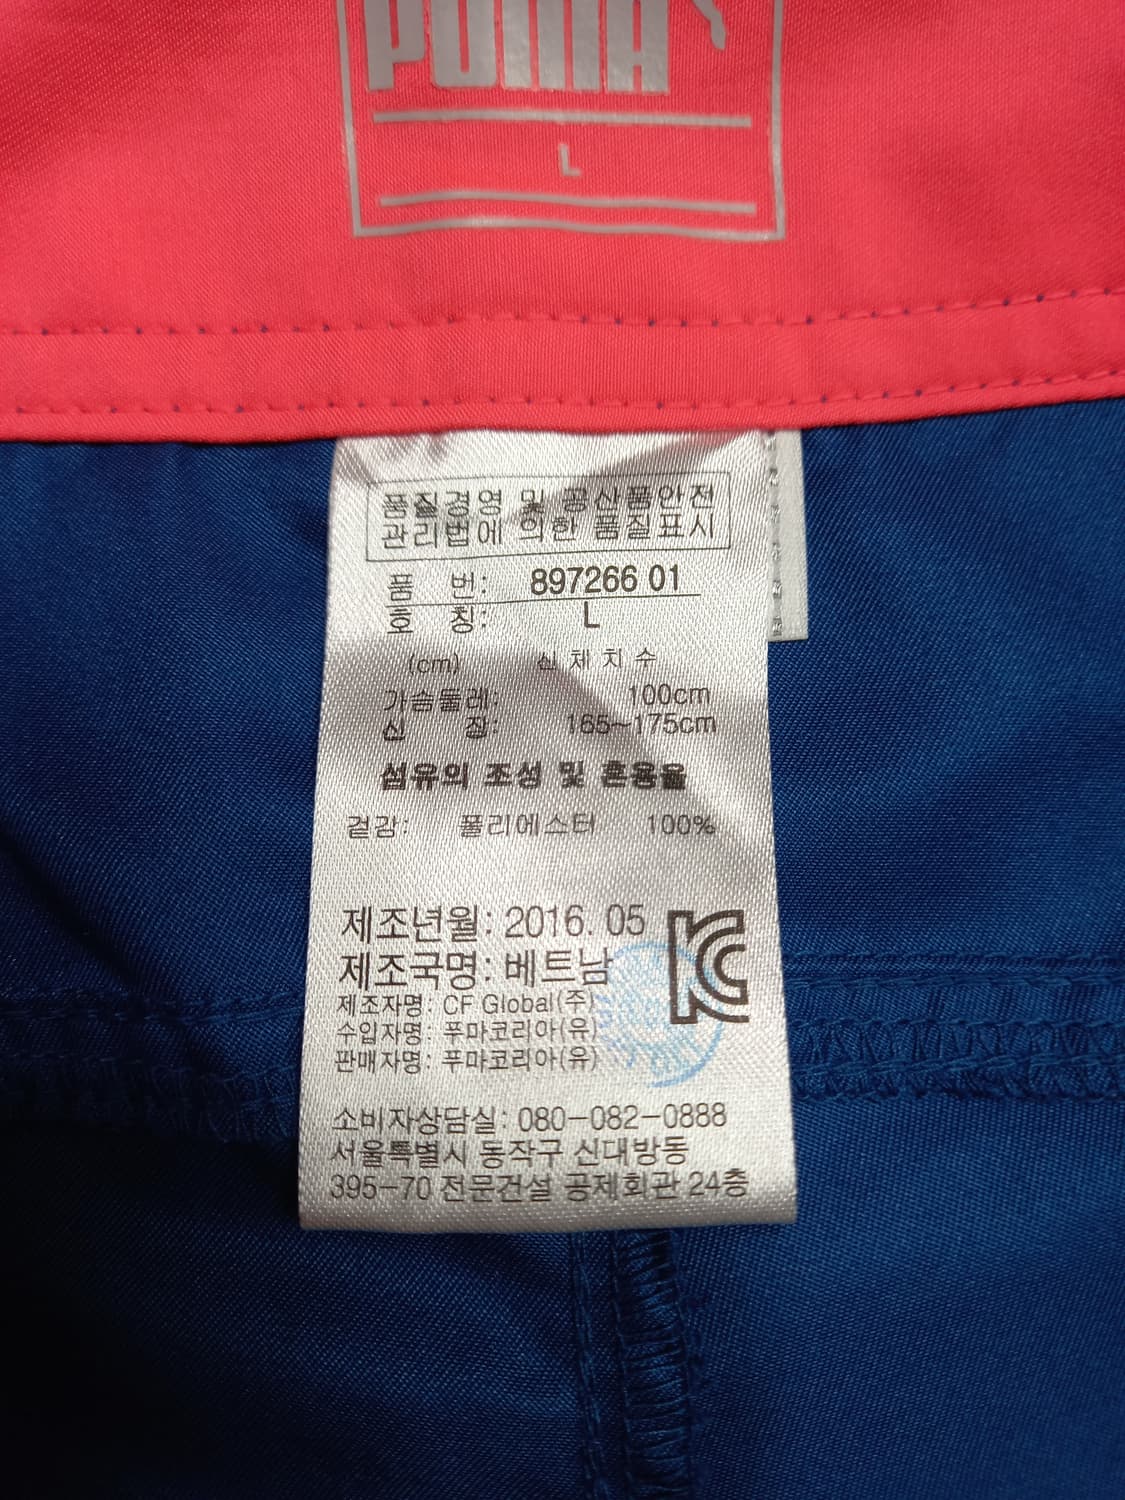 PUMA
L
품질경영 및 공산품안전
관리법에 의한 품질표시
품 번: 897266 01
호 칭: L
(cm) 신체치수
가슴둘레: 100cm
신 장: 165~175cm
섬유의 조성 및 혼용율
겉감: 폴리에스터 100%
제조년월: 2016. 05
제조국명: 베트남
제조자명: CF Global(주)
수입자명: 푸마코리아(유)
판매자명: 푸마코리아(유)
KC
소비자상담실: 080-082-0888
서울특별시 동작구 신대방동
395-70 전문건설 공제회관 24층